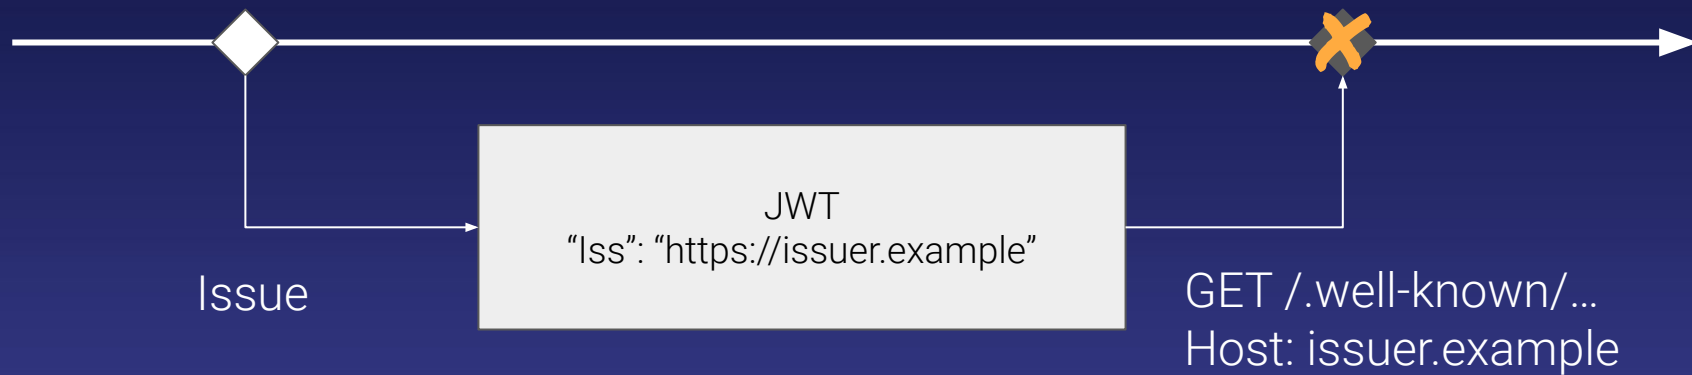 JWT
“Iss”: “https://issuer.example”
Issue
GET /.well-known/…
Host: issuer.example